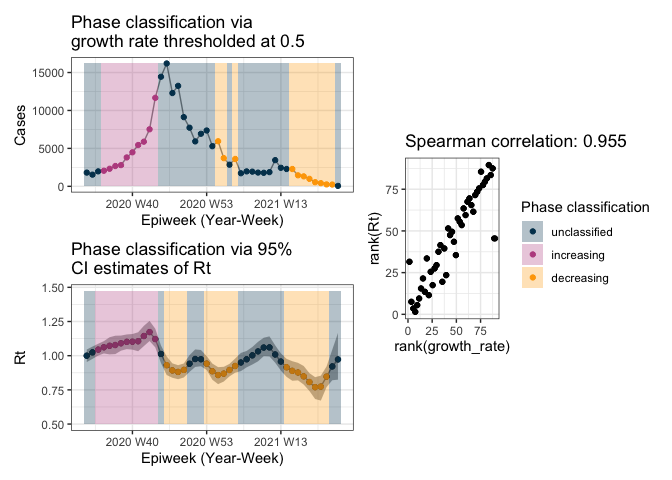 Phase classification via
growth rate thresholded at 0.5
15000
10000
5000
0
Cases
2020 W40
2020 W53
2021 W13
Epiweek (Year-Week)
Phase classification via 95%
CI estimates of Rt
1.50
1.25
1.00
0.75
0.50
Rt
2020 W40
2020 W53
2021 W13
Epiweek (Year-Week)
Spearman correlation: 0.955
75
50
25
0
rank(Rt)
0
25
50
75
rank(growth_rate)
Phase classification
unclassified
increasing
decreasing